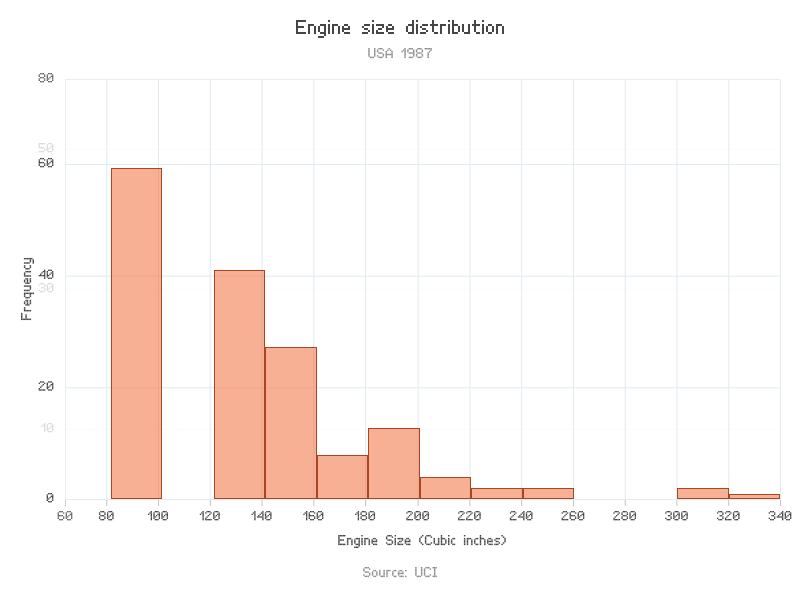 Engine size distribution
USA 1987
80
50
60
40
30
20
10
0
60 80 100 120 140 160 180 200 220 240 260 280 300 320 340
Frequency
Engine Size (Cubic inches)
Source: UCI